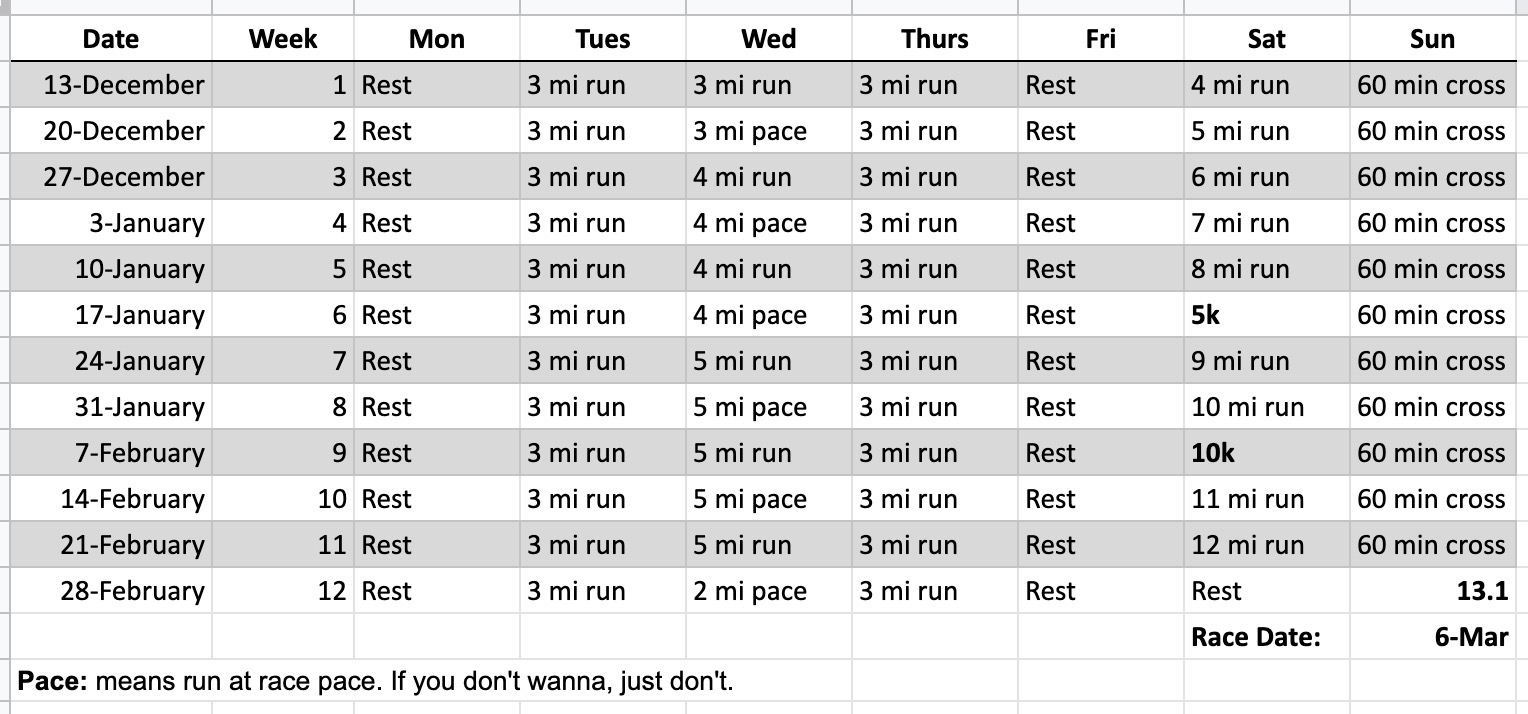 Date Week Mon Tues Wed Thurs Fri Sat Sun
13-December 1 Rest 3 mi run 3 mi run 3 mi run Rest 4 mi run 60 min cross
20-December 2 Rest 3 mi run 3 mi pace 3 mi run Rest 5 mi run 60 min cross
27-December 3 Rest 3 mi run 4 mi run 3 mi run Rest 6 mi run 60 min cross
3-January 4 Rest 3 mi run 4 mi pace 3 mi run Rest 7 mi run 60 min cross
10-January 5 Rest 3 mi run 4 mi run 3 mi run Rest 8 mi run 60 min cross
17-January 6 Rest 3 mi run 4 mi pace 3 mi run Rest 5k 60 min cross
24-January 7 Rest 3 mi run 5 mi run 3 mi run Rest 9 mi run 60 min cross
31-January 8 Rest 3 mi run 5 mi pace 3 mi run Rest 10 mi run 60 min cross
7-February 9 Rest 3 mi run 5 mi run 3 mi run Rest 10k 60 min cross
14-February 10 Rest 3 mi run 5 mi pace 3 mi run Rest 11 mi run 60 min cross
21-February 11 Rest 3 mi run 5 mi run 3 mi run Rest 12 mi run 60 min cross
28-February 12 Rest 3 mi run 2 mi pace 3 mi run Rest Rest 13.1
Race Date: 6-Mar
Pace: means run at race pace. If you don't wanna, just don't.